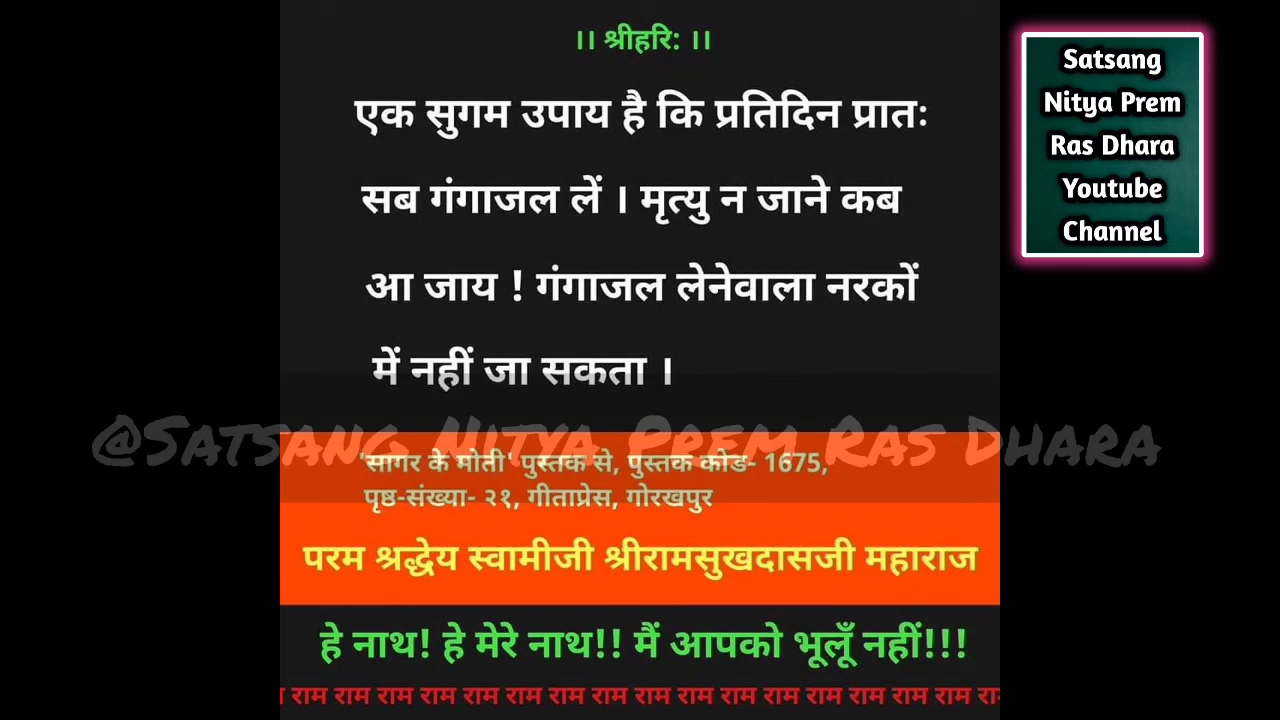 ।। श्रीहरि: ।।
एक सुगम उपाय है कि प्रतिदिन प्रातः
सब गंगाजल लें । मृत्यु न जाने कब
आ जाय ! गंगाजल लेनेवाला नरकों
में नहीं जा सकता ।
@Satsang Nitya Prem Ras Dhara
'सागर के मोती' पुस्तक से, पुस्तक कोड- 1675,
पृष्ठ-संख्या- २१, गीताप्रेस, गोरखपुर
परम श्रद्धेय स्वामीजी श्रीरामसुखदासजी महाराज
हे नाथ! हे मेरे नाथ!! मैं आपको भूलूँ नहीं!!!
राम राम राम राम राम राम राम राम राम राम राम राम राम राम राम राम
Satsang
Nitya Prem
Ras Dhara
Youtube
Channel